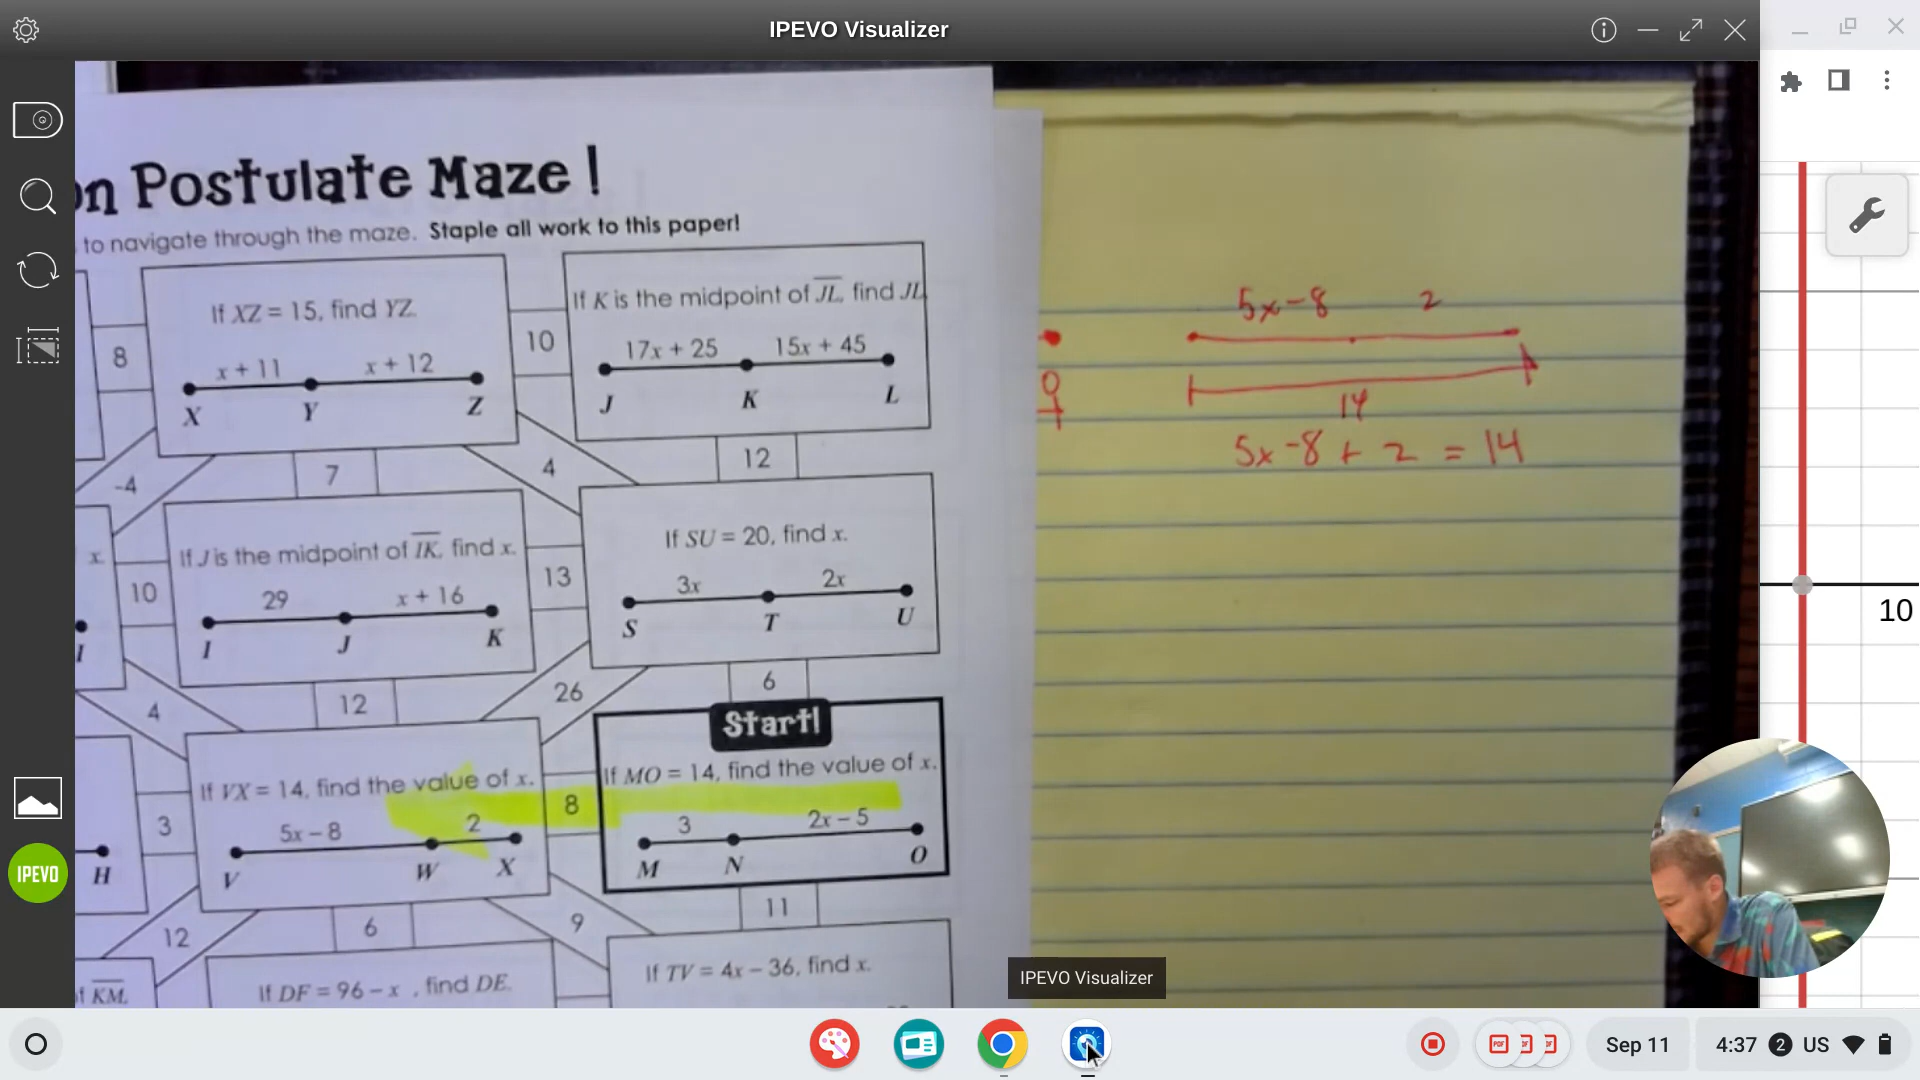 IPEVO Visualizer
on Postulate Maze!
to navigate through the maze. Staple all work to this paper!
8
If XZ = 15, find YZ.
x + 11
x + 12
X
Y
Z
10
If K is the midpoint of JL, find JL
17x + 25
15x + 45
J
K
L
-4
7
4
12
x.
10
I
If J is the midpoint of IK, find x.
29
x + 16
I
J
K
13
If SU = 20, find x.
3x
2x
S
T
U
4
12
26
6
Start!
3
H
If VX = 14, find the value of x.
5x – 8
2
V
W
X
8
If MO = 14, find the value of x.
3
2x – 5
M
N
O
12
6
9
11
KM,
If DF = 96 – x , find DE.
If TV = 4x – 36, find x.
5x-8
2
14
5x -8 + 2 = 14
10
IPEVO
IPEVO Visualizer
PDF
Sep 11
4:37
2
US